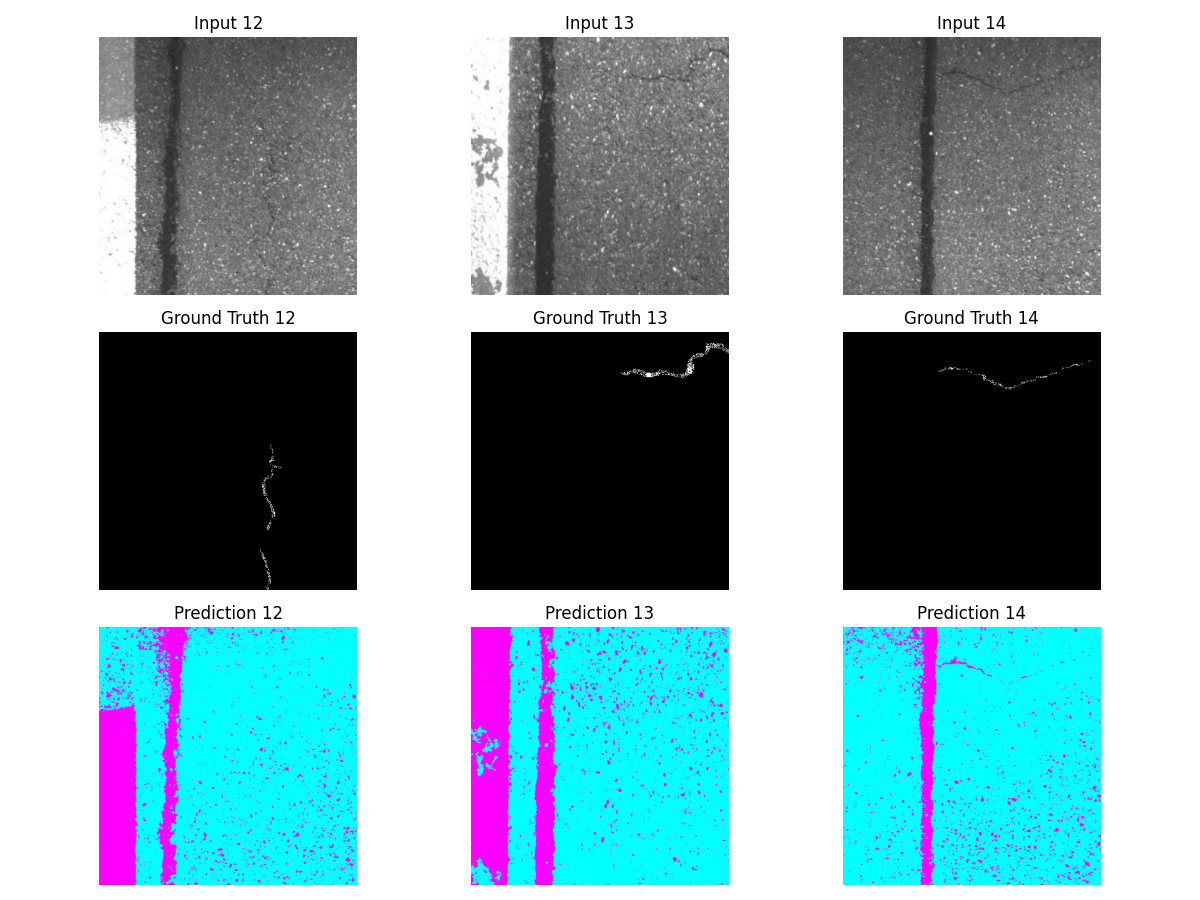 Input 12
Input 13
Input 14
Ground Truth 12
Ground Truth 13
Ground Truth 14
Prediction 12
Prediction 13
Prediction 14